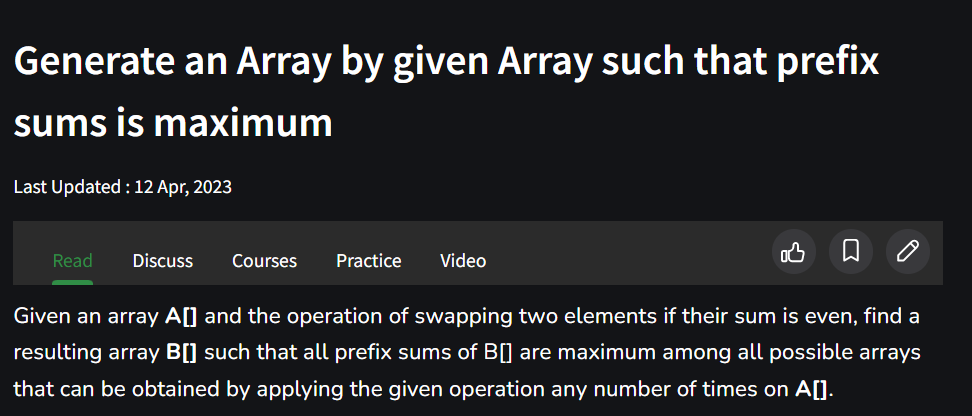 Generate an Array by given Array such that prefix
sums is maximum
Last Updated : 12 Apr, 2023
Read Discuss Courses Practice Video
Given an array A[] and the operation of swapping two elements if their sum is even, find a
resulting array B[] such that all prefix sums of B[] are maximum among all possible arrays
that can be obtained by applying the given operation any number of times on A[].